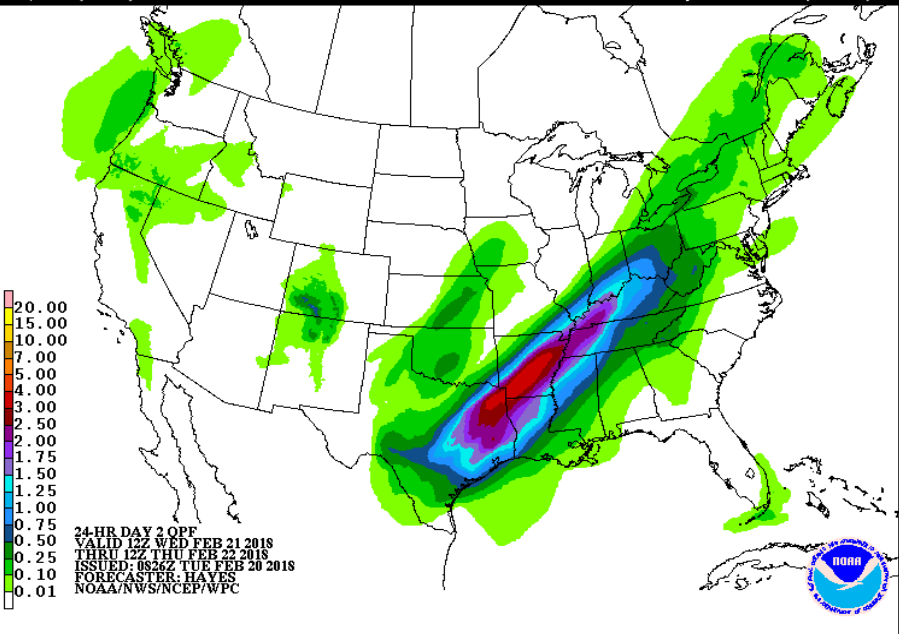 20.00
15.00
10.00
7.00
5.00
4.00
3.00
2.50
2.00
1.75
1.50
1.25
1.00
0.75
0.50
0.25
0.10
0.01
24-HR DAY 2 QPF
VALID 12Z WED FEB 21 2018
THRU 12Z THU FEB 22 2018
ISSUED: 0826Z TUE FEB 20 2018
FORECASTER: HAYES
NOAA/NWS/NCEP/WPC
NOAA